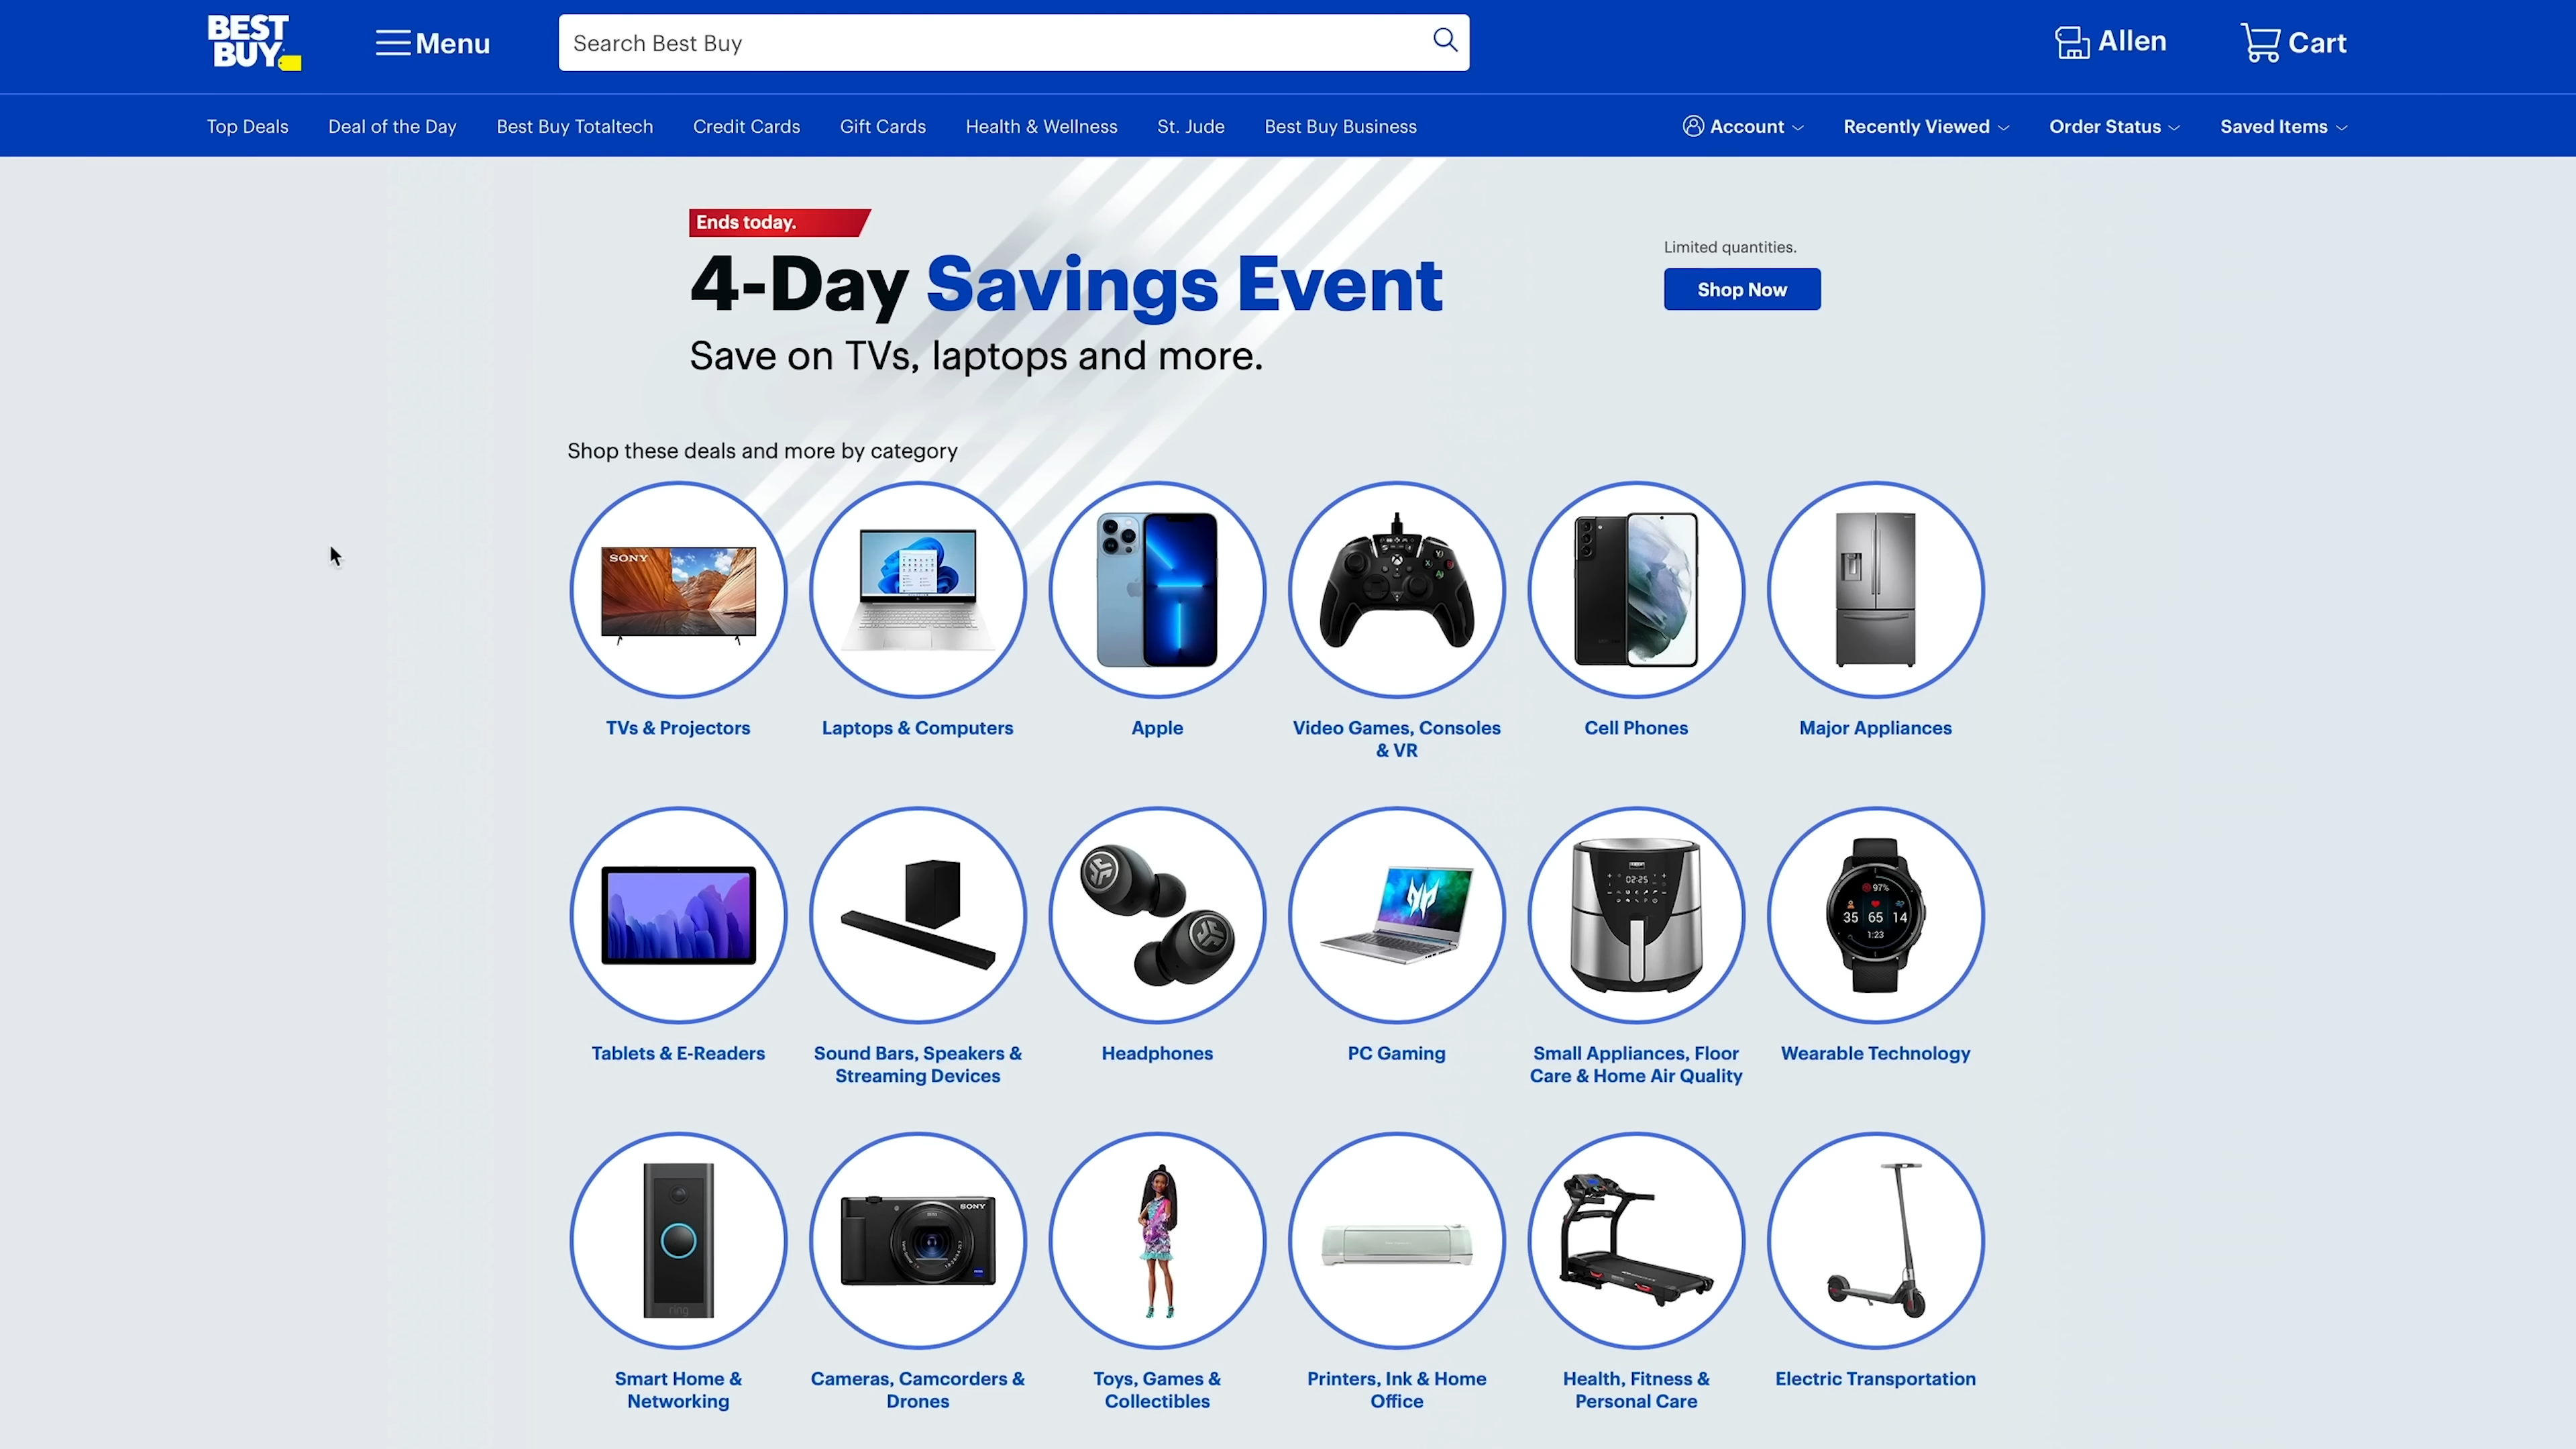 BEST
BUY
Menu
Search Best Buy
Allen
Cart
Top Deals
Deal of the Day
Best Buy Totaltech
Credit Cards
Gift Cards
Health & Wellness
St. Jude
Best Buy Business
Account
Recently Viewed
Order Status
Saved Items
Ends today.
4-Day Savings Event
Save on TVs, laptops and more.
Limited quantities.
Shop Now
Shop these deals and more by category
SONY
TVs & Projectors
Laptops & Computers
Apple
Video Games, Consoles
& VR
Cell Phones
Major Appliances
02:25
97%
35 65 14
1:23
Tablets & E-Readers
Sound Bars, Speakers &
Streaming Devices
Headphones
PC Gaming
Small Appliances, Floor
Care & Home Air Quality
Wearable Technology
ring
SONY
Smart Home &
Networking
Cameras, Camcorders &
Drones
Toys, Games &
Collectibles
Printers, Ink & Home
Office
Health, Fitness &
Personal Care
Electric Transportation